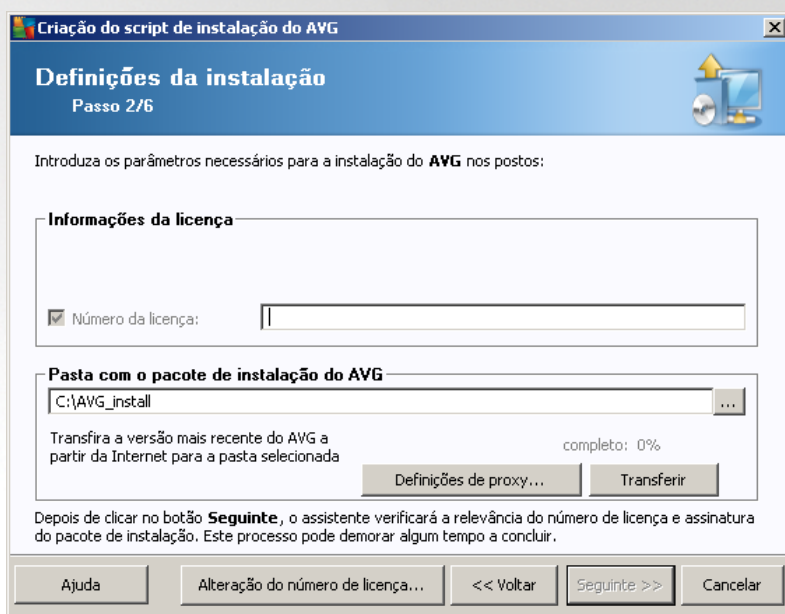 Criação do script de instalação do AVG
Definições da instalação
Passo 2/6
Introduza os parâmetros necessários para a instalação do AVG nos postos:
Informações da licença
Número da licença:
Pasta com o pacote de instalação do AVG
C:\AVG_install
...
Transfira a versão mais recente do AVG a
partir da Internet para a pasta selecionada
completo: 0%
Definições de proxy...
Transferir
Depois de clicar no botão Seguinte, o assistente verificará a relevância do número de licença e assinatura
do pacote de instalação. Este processo pode demorar algum tempo a concluir.
Ajuda
Alteração do número de licença...
<< Voltar
Seguinte >>
Cancelar